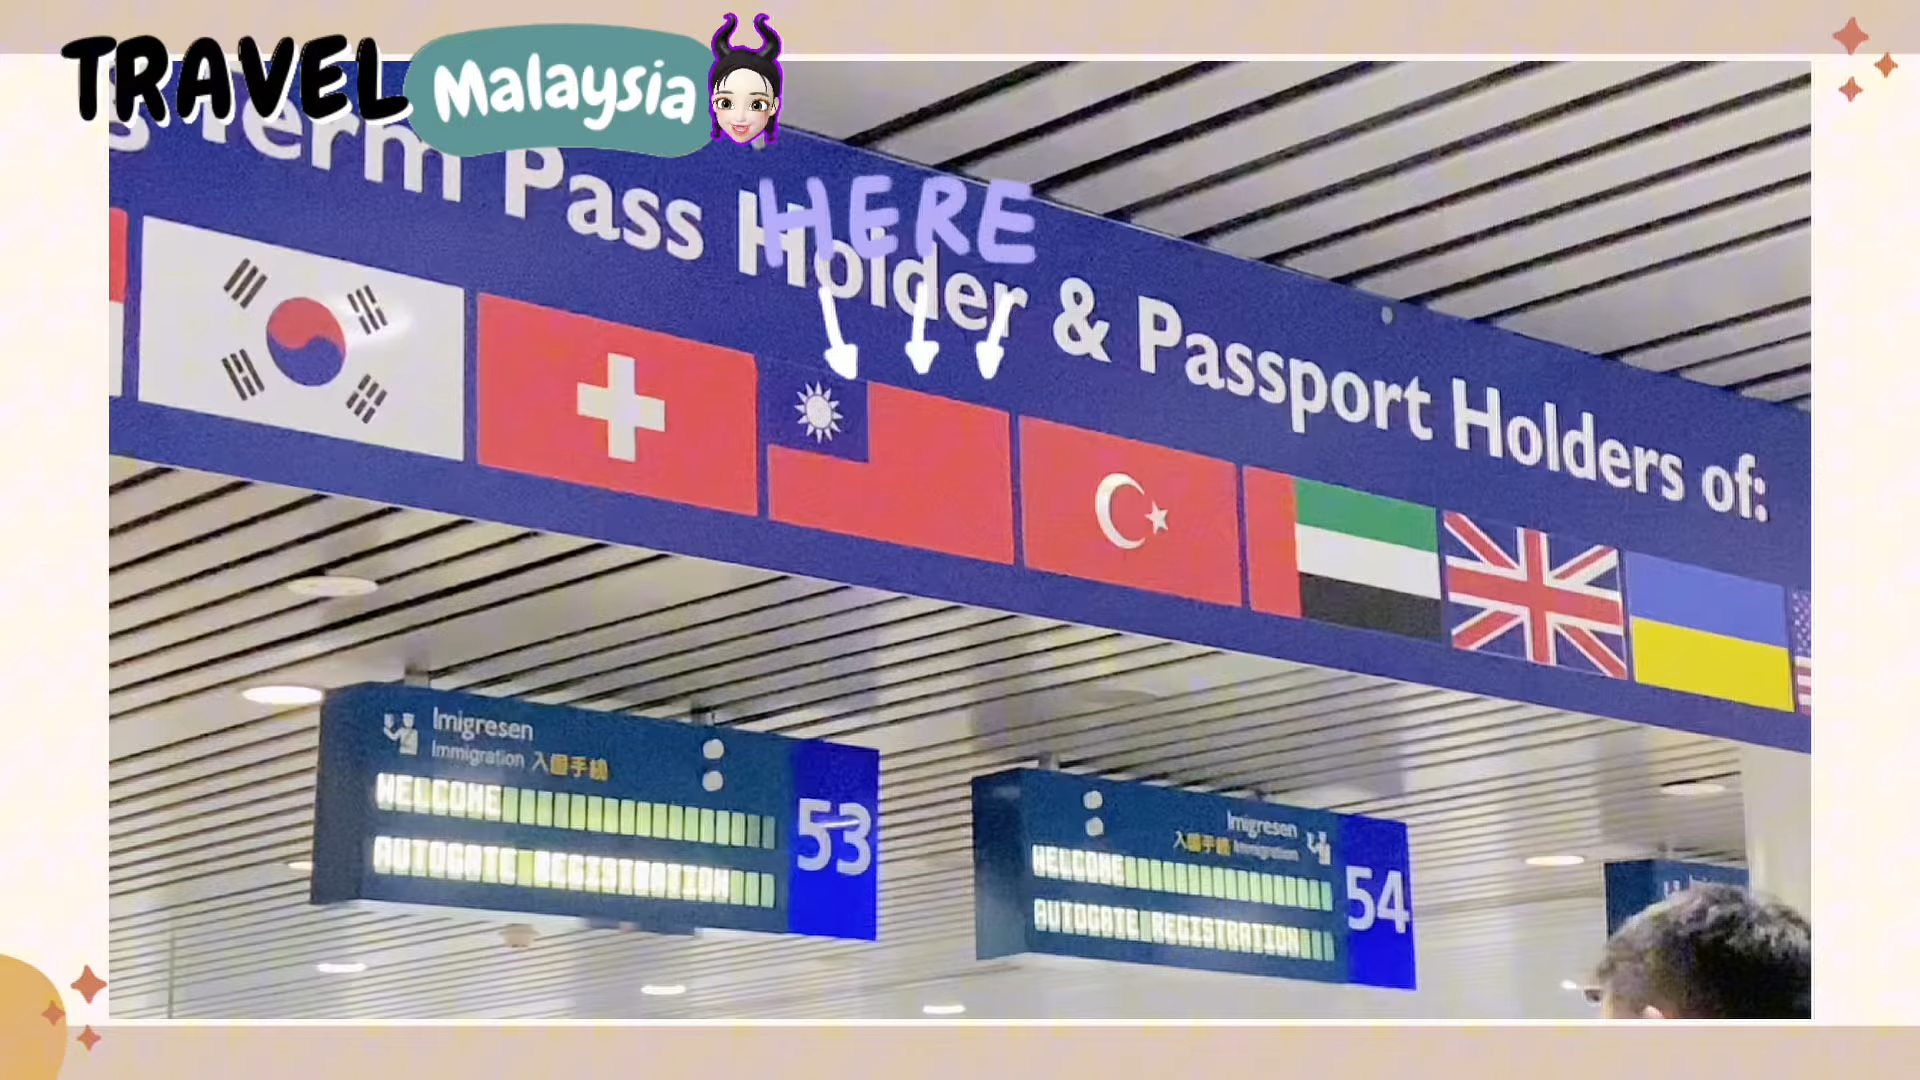 TRAVEL Malaysia
Term Pass Holder & Passport Holders of:
HERE
Imigresen
Immigration 入國手續
WELCOME
AUTOGATE REGISTRATION
53
Imigresen
入國手續 Immigration
WELCOME
AUTOGATE REGISTRATION
54